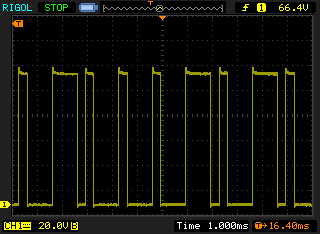 RIGOL STOP T 1 66.4V
T
1
CH1 20.0V B Time 1.000ms T→16.40ms